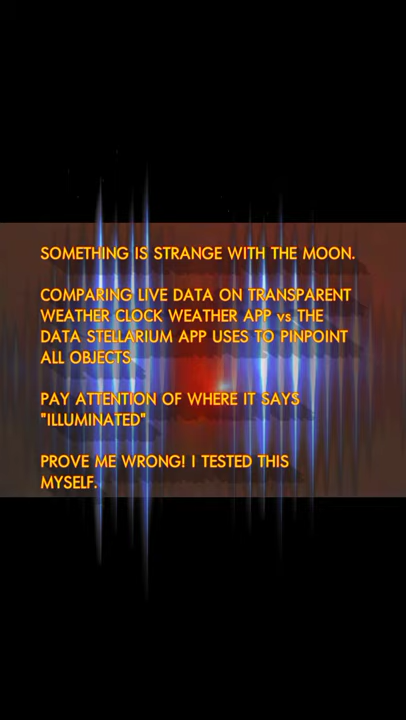 SOMETHING IS STRANGE WITH THE MOON.
COMPARING LIVE DATA ON TRANSPARENT
WEATHER CLOCK WEATHER APP vs THE
DATA STELLARIUM APP USES TO PINPOINT
ALL OBJECTS.
PAY ATTENTION OF WHERE IT SAYS
"ILLUMINATED"
PROVE ME WRONG! I TESTED THIS
MYSELF.